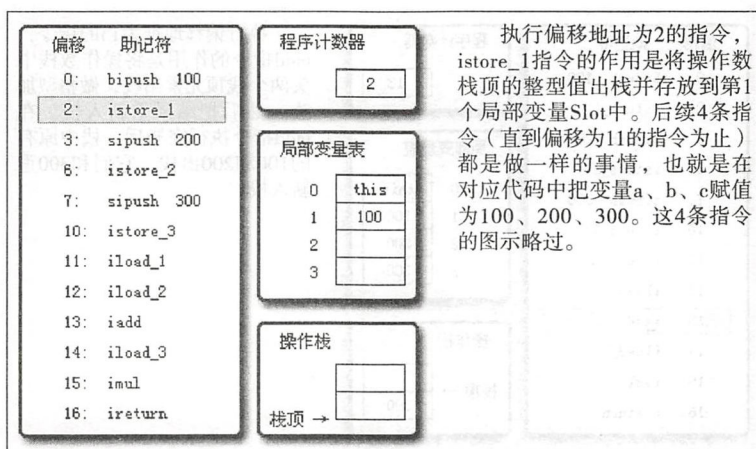 偏移 助记符
0: bipush 100
2: istore_1
3: sipush 200
6: istore_2
7: sipush 300
10: istore_3
11: iload_1
12: iload_2
13: iadd
14: iload_3
15: imul
16: ireturn
程序计数器
2
局部变量表
0 this
1 100
2
3
操作栈
栈顶 →
执行偏移地址为2的指令，
istore_1指令的作用是将操作数
栈顶的整型值出栈并存放到第1
个局部变量Slot中。后续4条指
令（直到偏移为11的指令为止）
都是做一样的事情，也就是在
对应代码中把变量a、b、c赋值
为100、200、300。这4条指令
的图示略过。